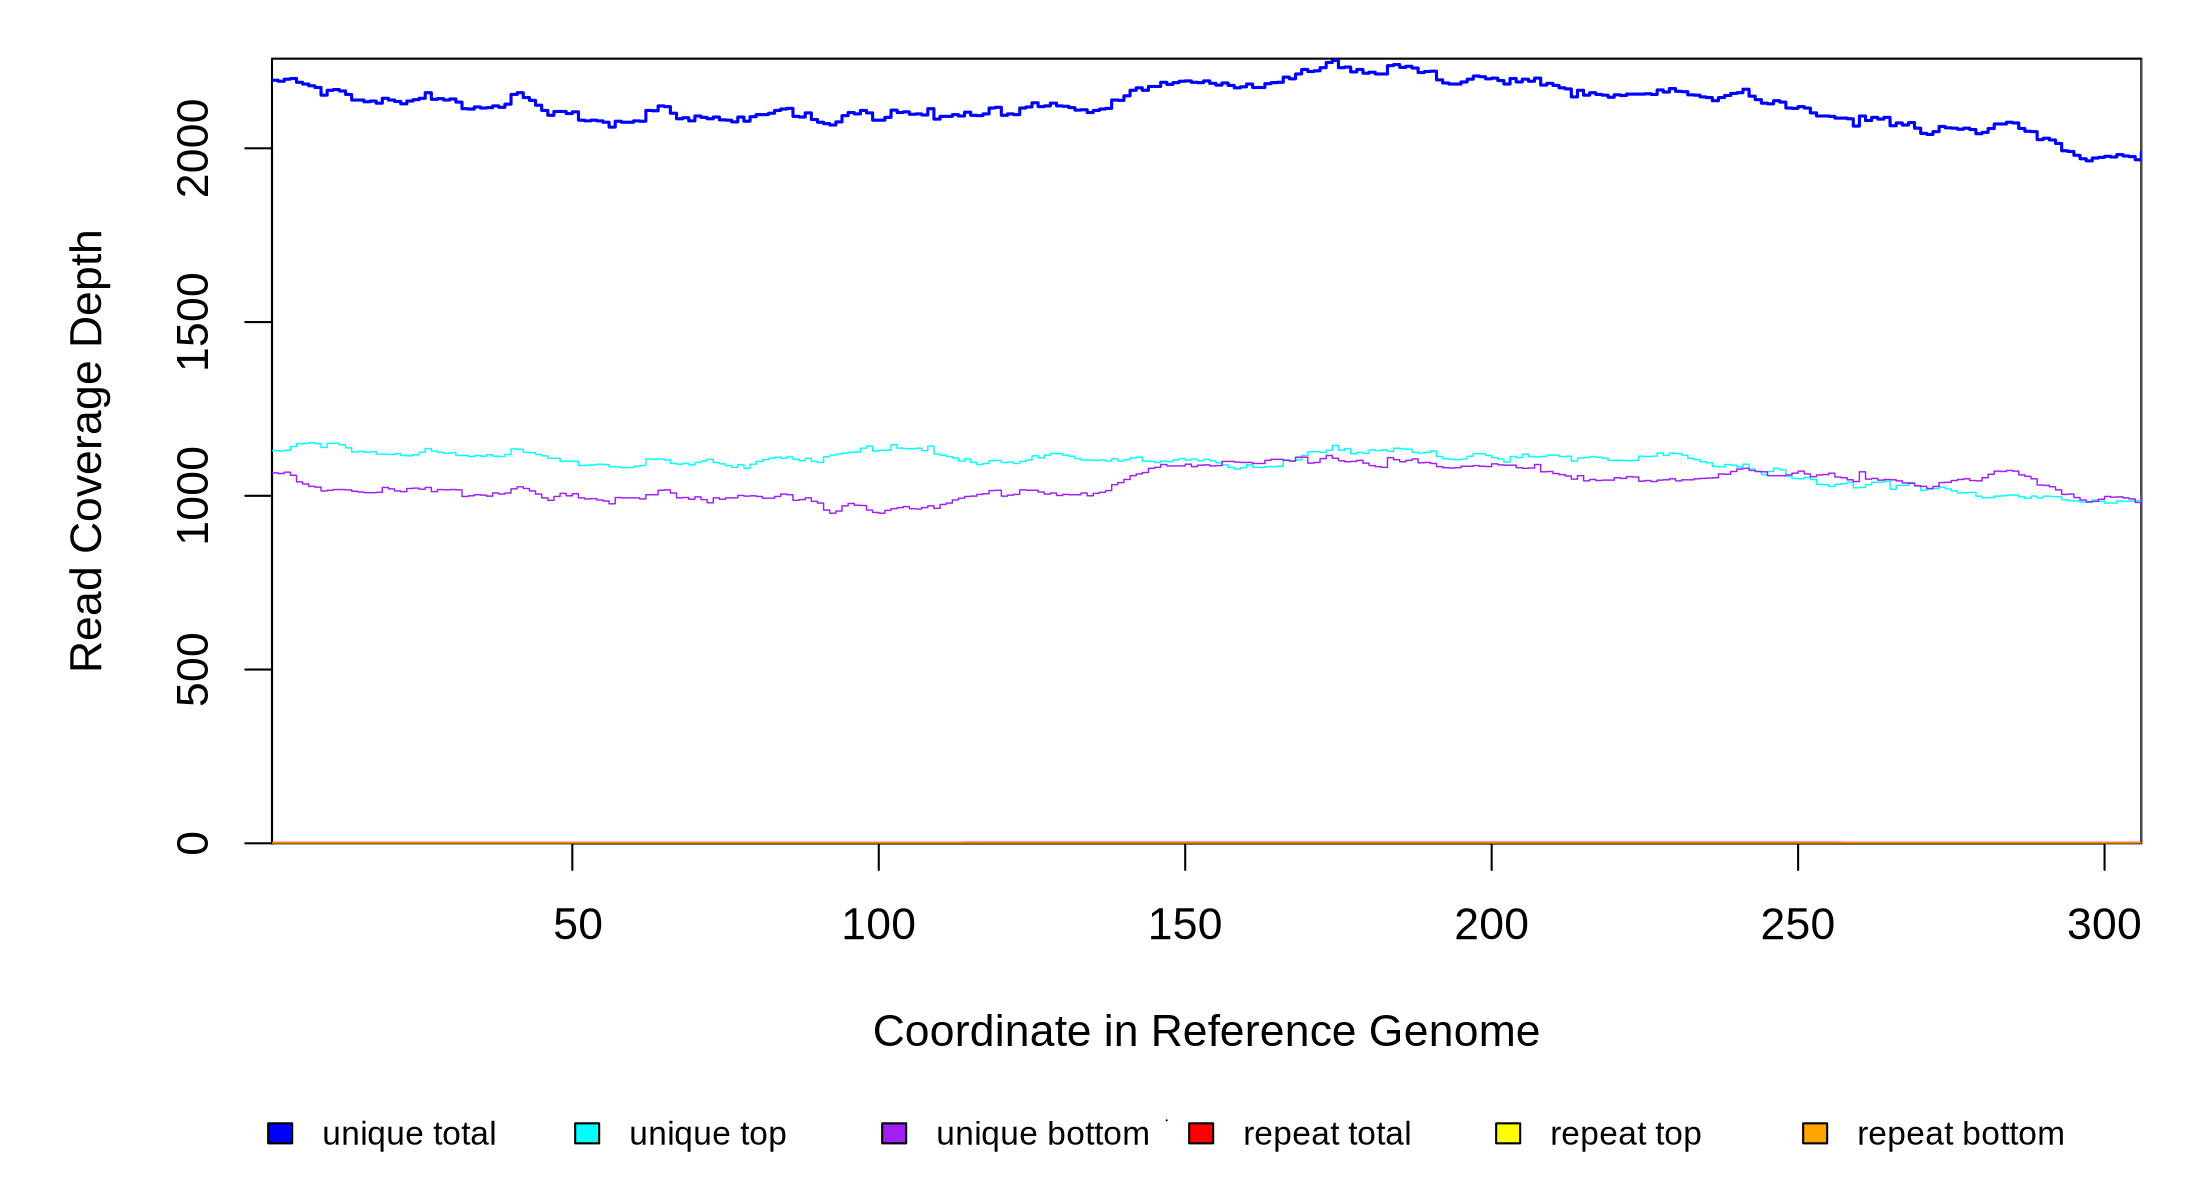 Read Coverage Depth
2000
1500
1000
500
0
50 100 150 200 250 300
Coordinate in Reference Genome
unique total unique top unique bottom repeat total repeat top repeat bottom